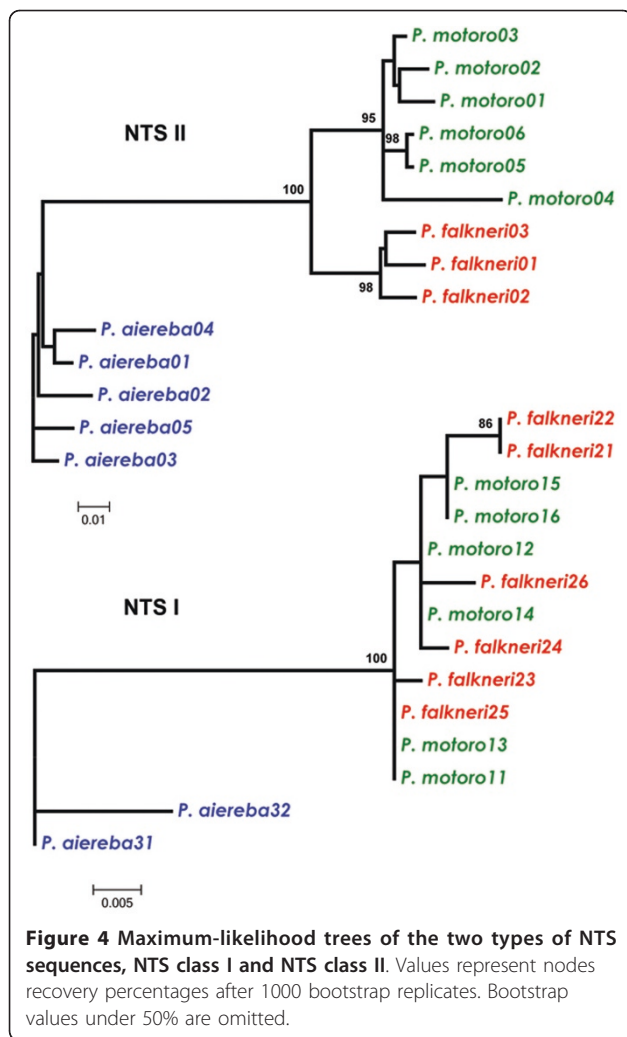 P. motoro03
P. motoro02
P. motoro01
95
NTS II
98
P. motoro06
P. motoro05
100
P. motoro04
P. falkneri03
P. falkneri01
98
P. falkneri02
P. aiereba04
P. aiereba01
P. aiereba02
P. aiereba05
P. aiereba03
0.01
86
P. falkneri22
P. falkneri21
P. motoro15
P. motoro16
P. motoro12
P. falkneri26
NTS I
P. motoro14
P. falkneri24
100
P. falkneri23
P. falkneri25
P. motoro13
P. motoro11
P. aiereba32
P. aiereba31
0.005
Figure 4 Maximum-likelihood trees of the two types of NTS
sequences, NTS class I and NTS class II. Values represent nodes
recovery percentages after 1000 bootstrap replicates. Bootstrap
values under 50% are omitted.